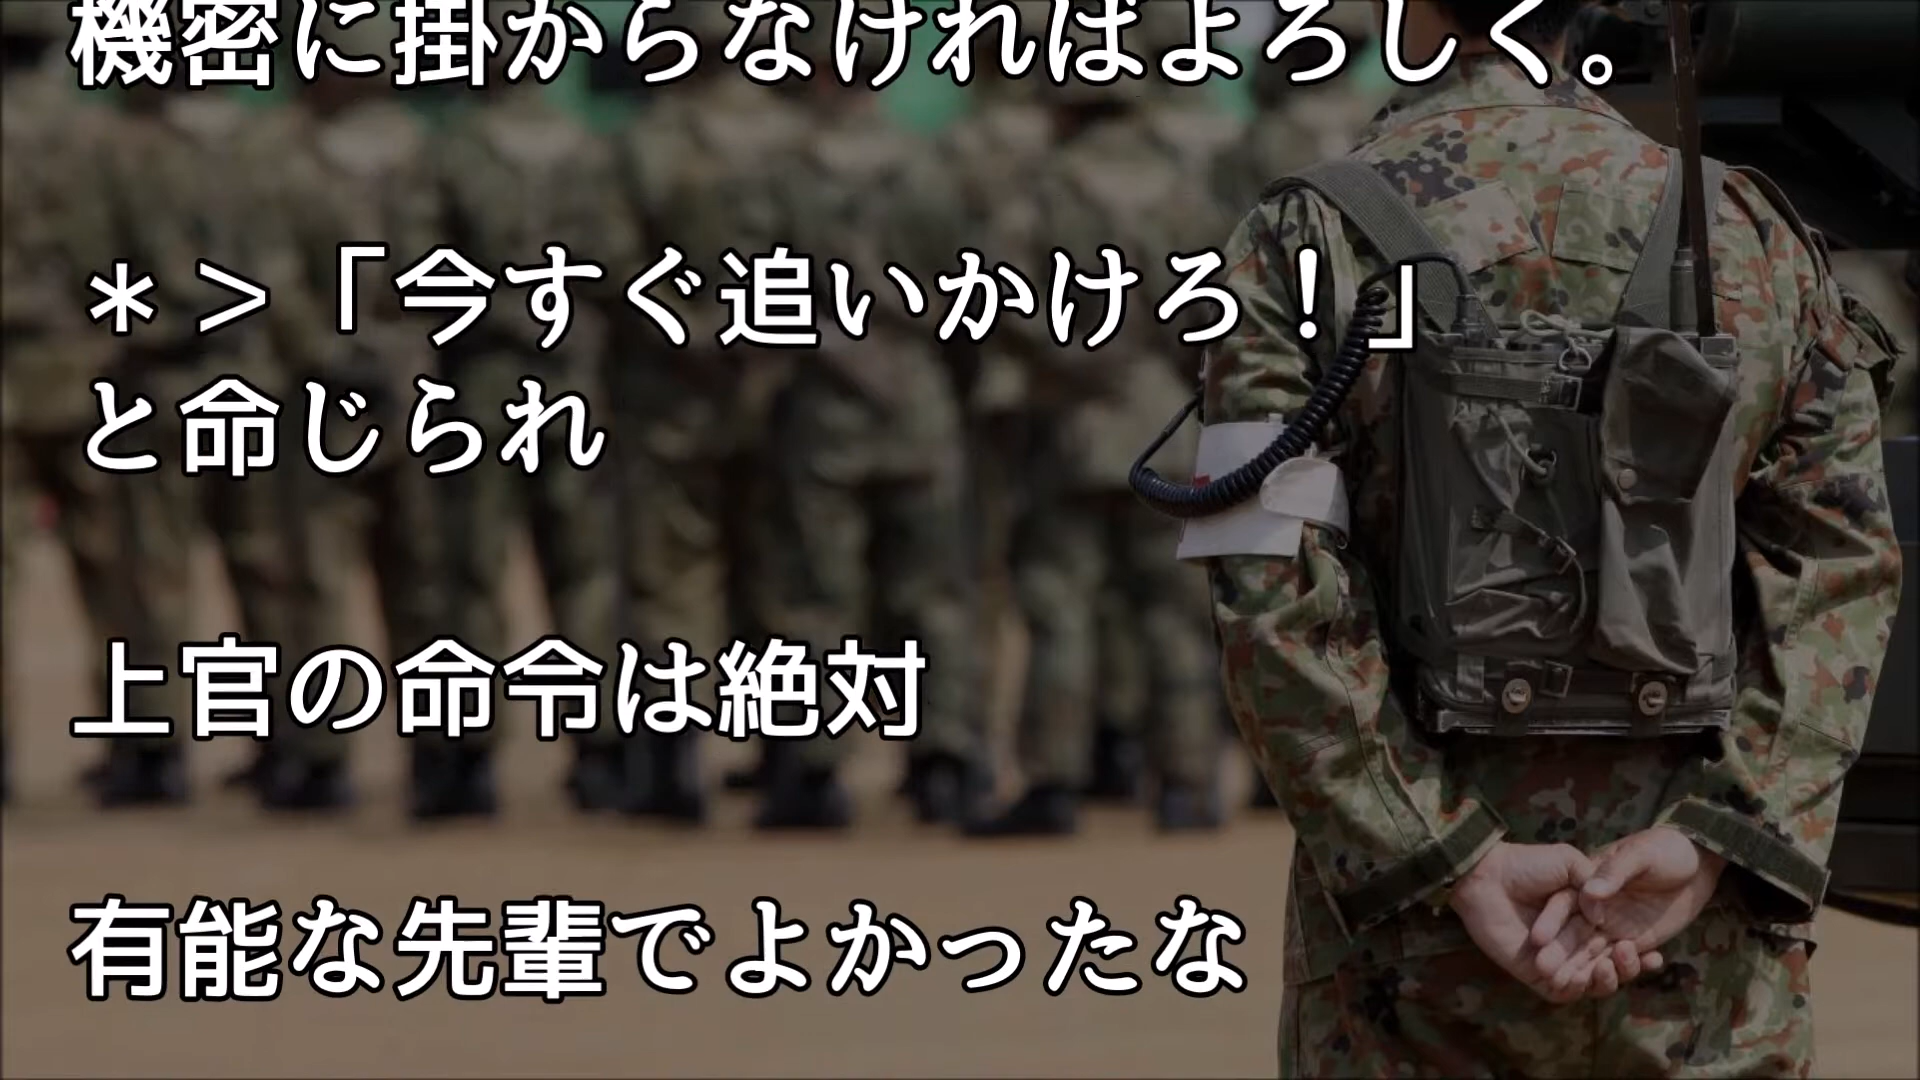 機密に掛からなければよろしく。
＊＞「今すぐ追いかけろ！」
と命じられ
上官の命令は絶対
有能な先輩でよかったな